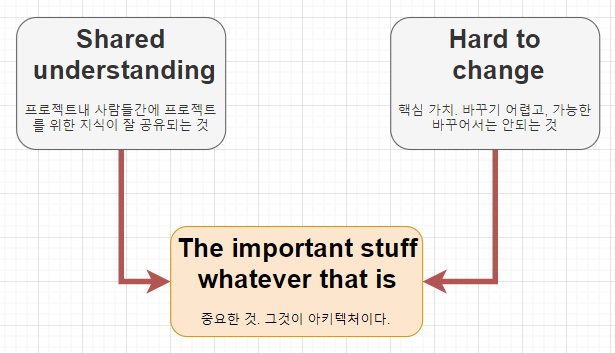 Shared
understanding
프로젝트내 사람들간에 프로젝트
를 위한 지식이 잘 공유되는 것
Hard to
change
핵심 가치. 바꾸기 어렵고, 가능한
바꾸어서는 안되는 것
The important stuff
whatever that is
중요한 것. 그것이 아키텍처이다.